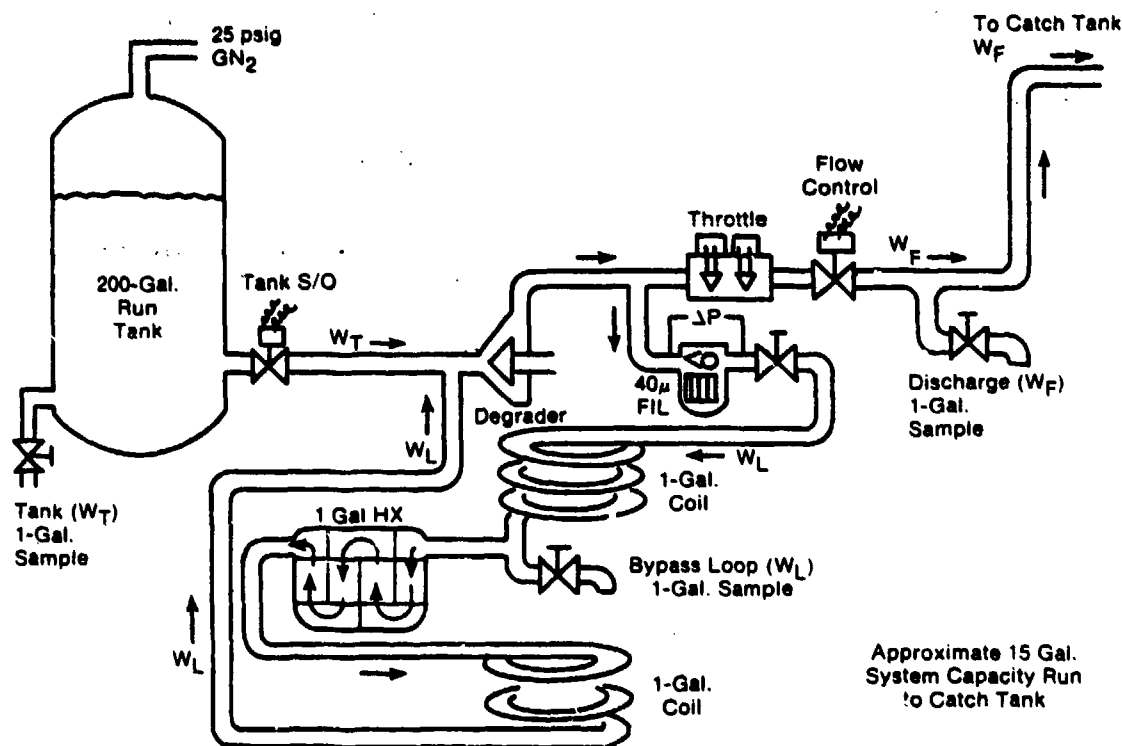 25 psig
GN2
To Catch Tank
WF
Flow
Control
Throttle
WF
200-Gal.
Run
Tank
Tank S/O
WT
ΔP
40μ
FIL
Degrader
Discharge (WF)
1-Gal.
Sample
WL
WL
1-Gal.
Coil
Tank (WT)
1-Gal.
Sample
1 Gal HX
Bypass Loop (WL)
1-Gal. Sample
WL
1-Gal.
Coil
Approximate 15 Gal.
System Capacity Run
to Catch Tank